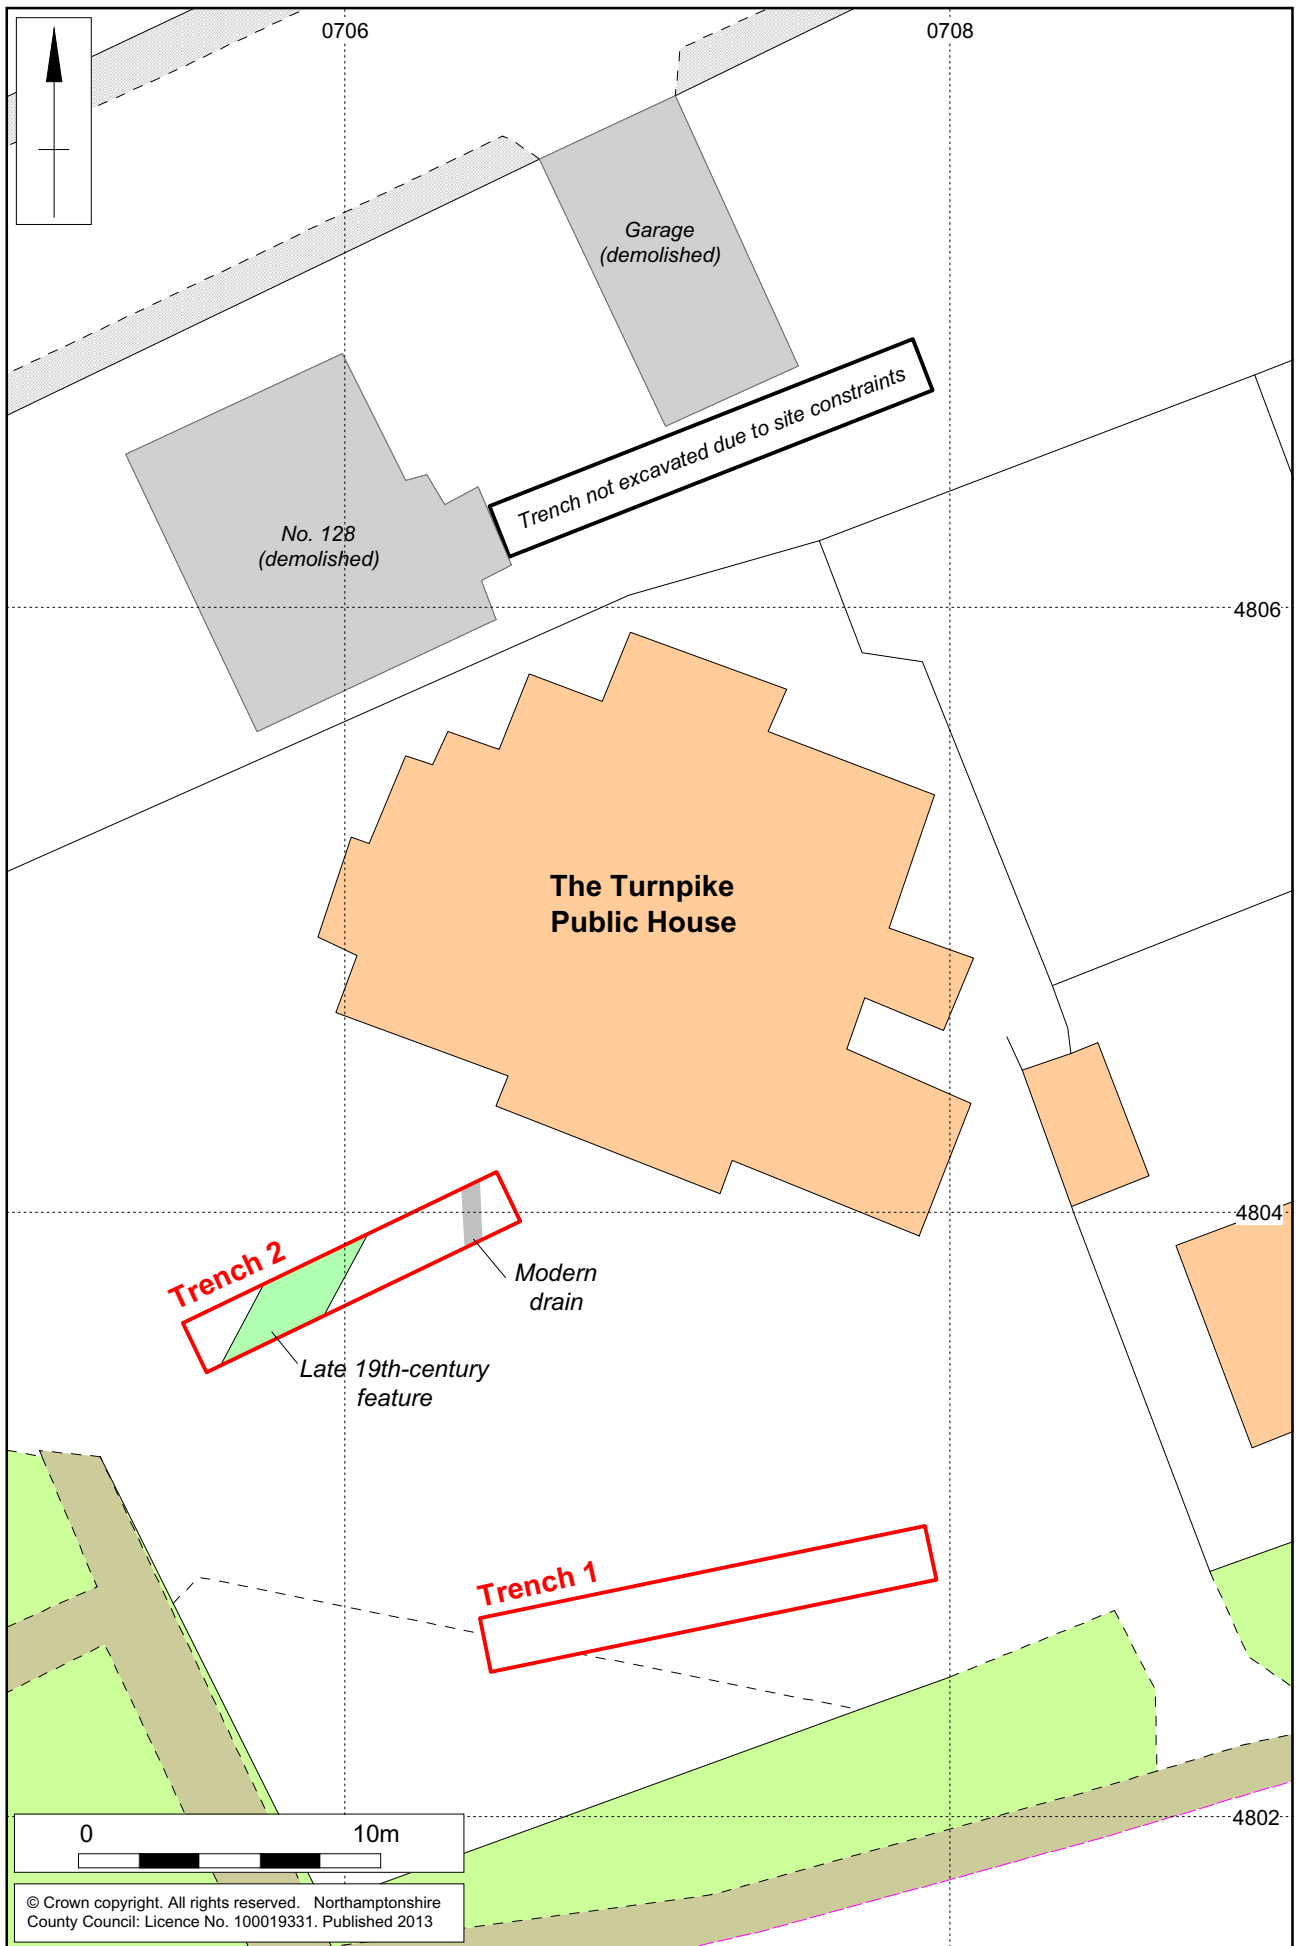 0706
0708
Garage
(demolished)
Trench not excavated due to site constraints
No. 128
(demolished)
4806
The Turnpike
Public House
4804
Trench 2
Modern
drain
Late 19th-century
feature
Trench 1
4802
0 10m
© Crown copyright. All rights reserved. Northamptonshire
County Council: Licence No. 100019331. Published 2013